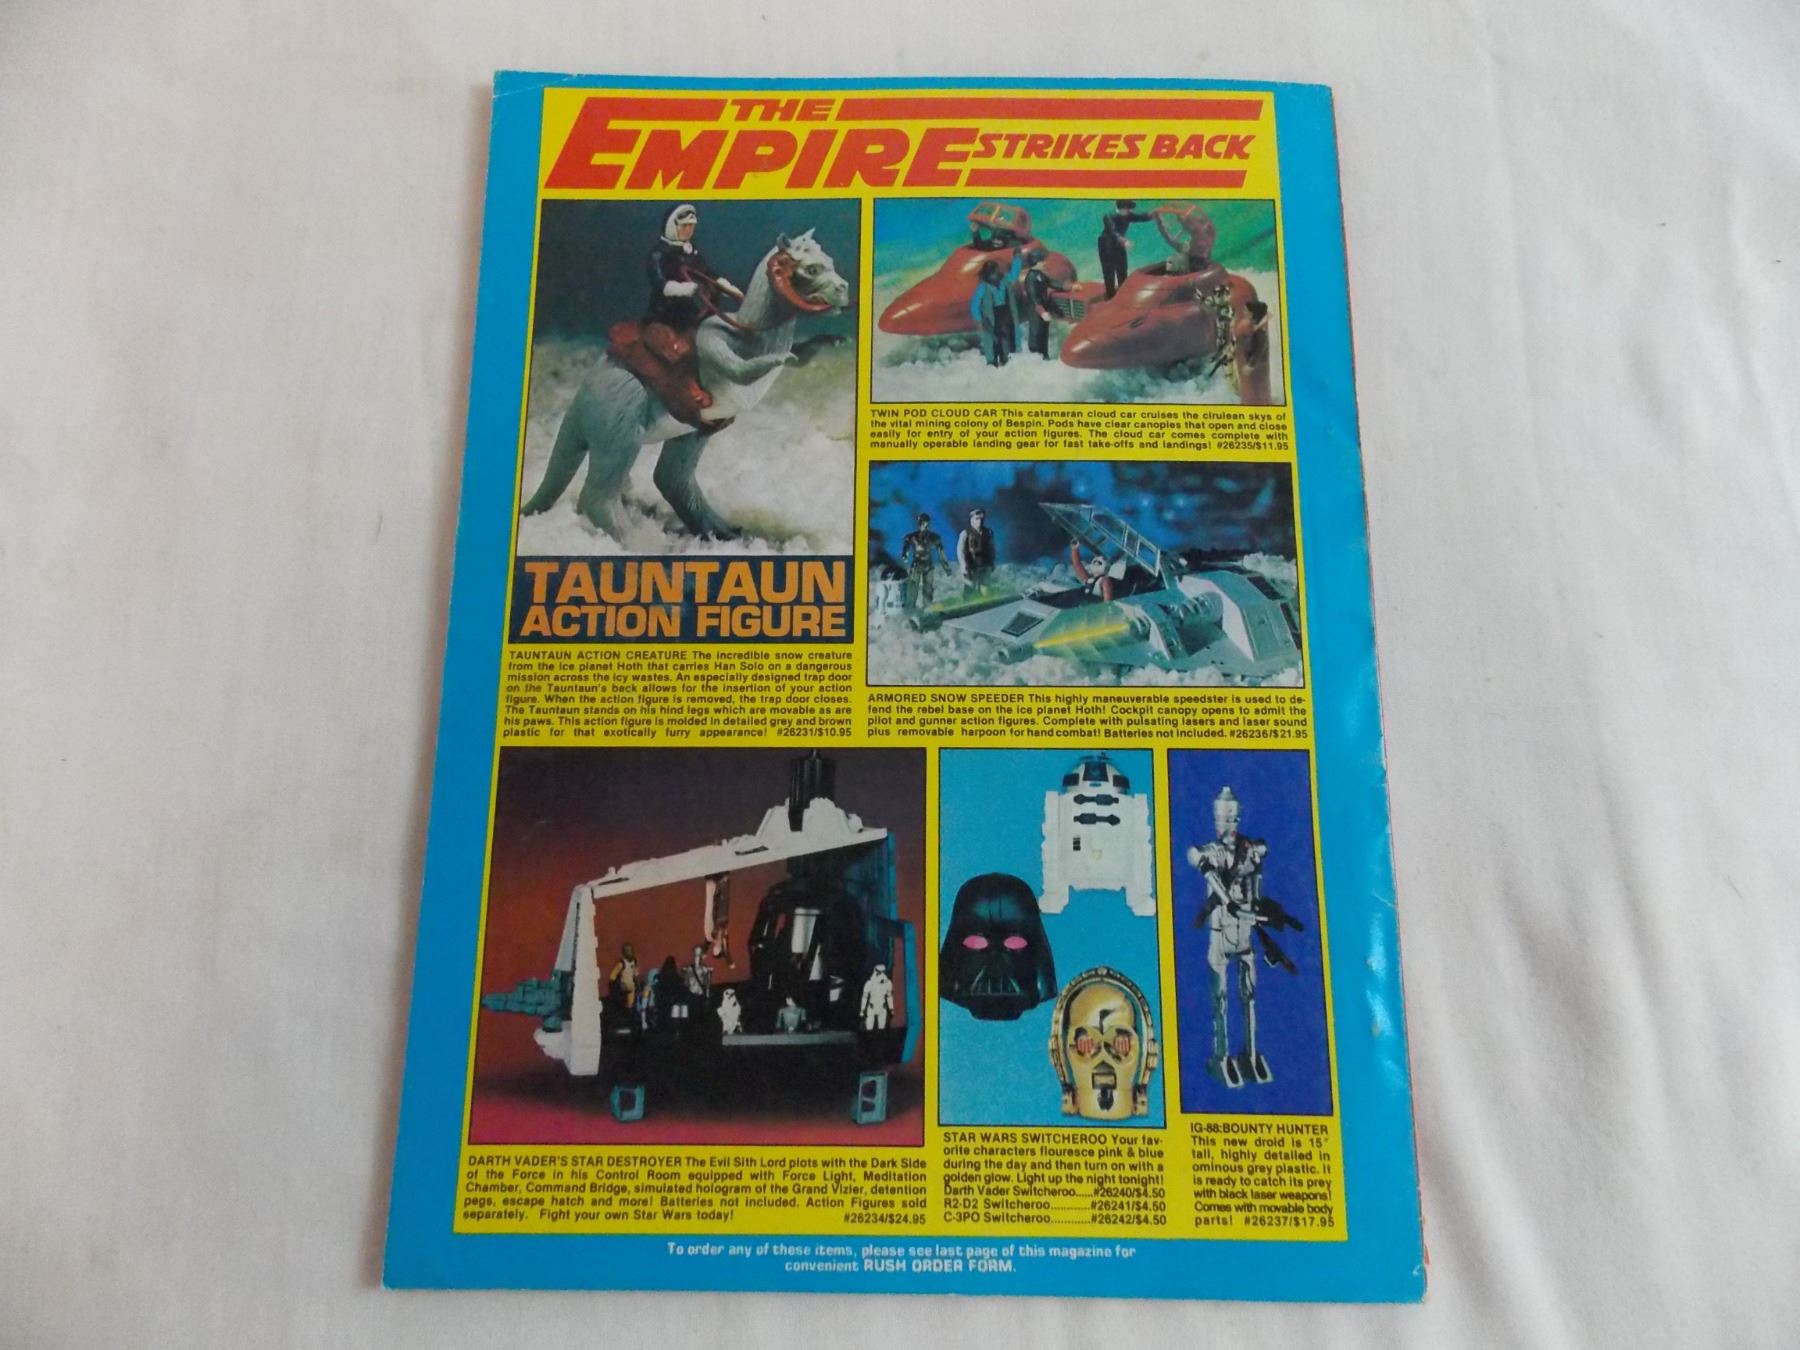 THE
EMPIRE STRIKES BACK
TAUNTAUN
ACTION FIGURE
TAUNTAUN ACTION CREATURE The incredible snow creature
from the ice planet Hoth that carries Han Solo on a dangerous
mission across the icy wastes. An especially designed trap door
on the Tauntaun's back allows for the insertion of your action
figure. When the action figure is removed, the trap door closes.
The Tauntaun stands on his hind legs which are movable as are
his paws. This action figure is molded in detailed grey and brown
plastic for that exotically furry appearance! #26231/$10.95
TWIN POD CLOUD CAR This catamaran cloud car cruises the cirulean skys of
the vital mining colony of Bespin. Pods have clear canopies that open and close
easily for entry of your action figures. The cloud car comes complete with
manually operable landing gear for fast take-offs and landings! #26235/$11.95
ARMORED SNOW SPEEDER This highly maneuverable speedster is used to de-
fend the rebel base on the ice planet Hoth! Cockpit canopy opens to admit the
pilot and gunner action figures. Complete with pulsating lasers and laser sound
plus removable harpoon for hand combat! Batteries not included. #26236/$21.95
DARTH VADER'S STAR DESTROYER The Evil Sith Lord plots with the Dark Side
of the Force in his Control Room equipped with Force Light, Meditation
Chamber, Command Bridge, simulated hologram of the Grand Vizier, detention
pegs, escape hatch and more! Batteries not included. Action Figures sold
separately. Fight your own Star Wars today! #26234/$24.95
STAR WARS SWITCHEROO Your fav-
orite characters flouresce pink & blue
during the day and then turn on with a
golden glow. Light up the night tonight!
Darth Vader Switcheroo.....#26240/$4.50
R2-D2 Switcheroo............#26241/$4.50
C-3PO Switcheroo............#26242/$4.50
IG-88:BOUNTY HUNTER
This new droid is 15"
tall, highly detailed in
ominous grey plastic. It
is ready to catch its prey
with black laser weapons!
Comes with movable body
parts! #26237/$17.95
To order any of these items, please see last page of this magazine for
convenient RUSH ORDER FORM.